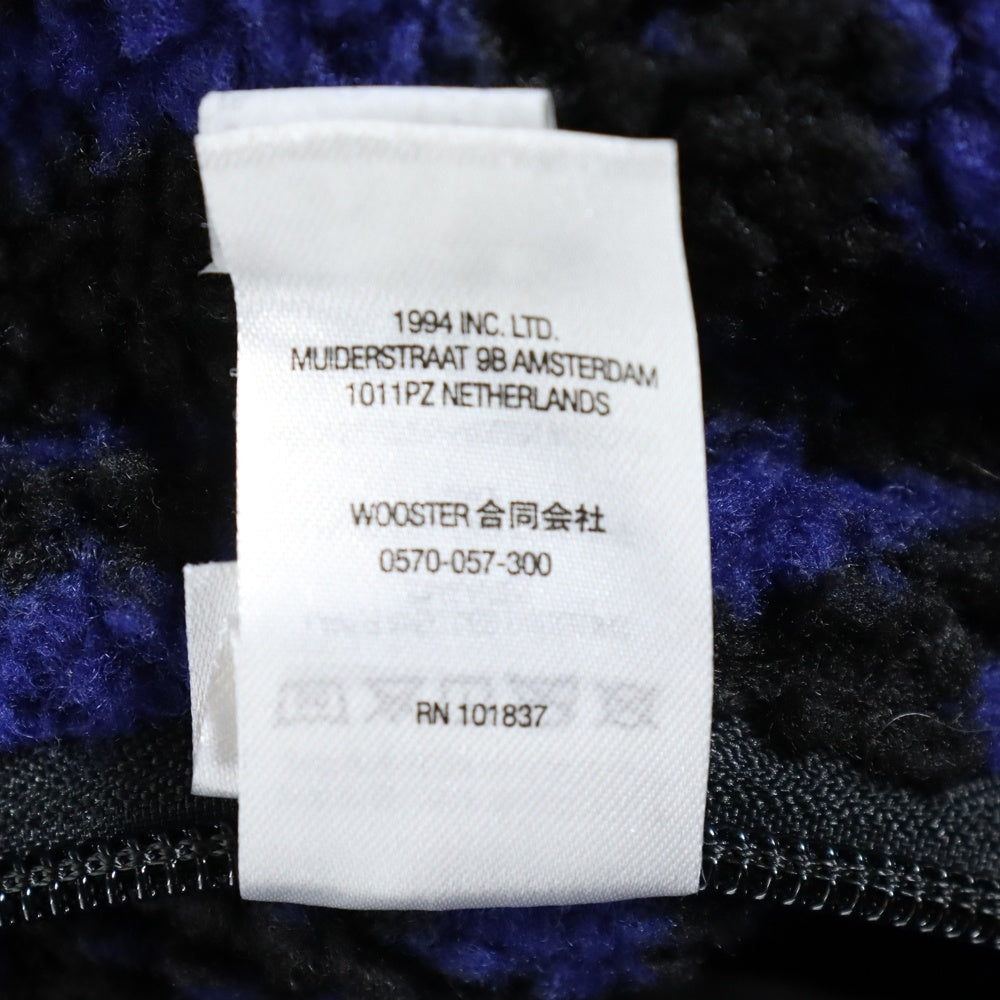 1994 INC. LTD.
MUIDERSTRAAT 9B AMSTERDAM
1011PZ NETHERLANDS
WOOSTER 合同会社
0570-057-300
RN 101837